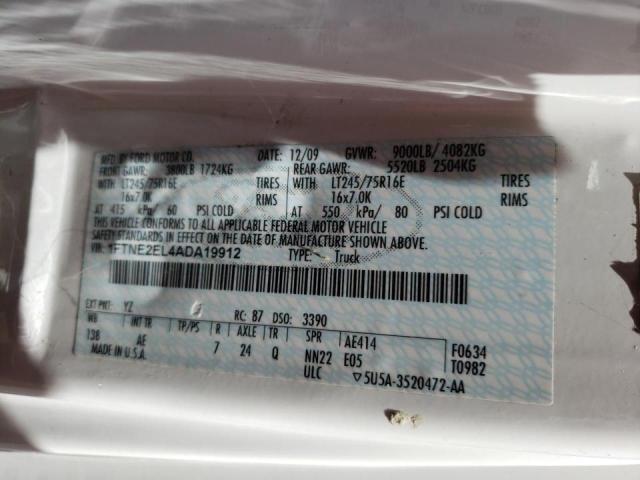 MFD. BY FORD MOTOR CO. DATE: 12/09 GVWR: 9000LB/ 4082KG
FRONT GAWR: 3800LB 1724KG REAR GAWR: 5520LB 2504KG
WITH LT245/75R16E TIRES WITH LT245/75R16E TIRES
16x7.0K RIMS 16x7.0K RIMS
AT 415 kPa/ 60 PSI COLD AT 550 kPa/ 80 PSI COLD
THIS VEHICLE CONFORMS TO ALL APPLICABLE FEDERAL MOTOR VEHICLE
SAFETY STANDARDS IN EFFECT ON THE DATE OF MANUFACTURE SHOWN ABOVE.
VIN: 1FTNE2EL4ADA19912 TYPE: Truck
EXT PNT: YZ RC: 87 DSO: 3390
WB INT TR TP/PS R AXLE TR SPR AE414 F0634
138 AE 7 24 Q NN22 E05 T0982
MADE IN U.S.A. ULC ▽5U5A-3520472-AA